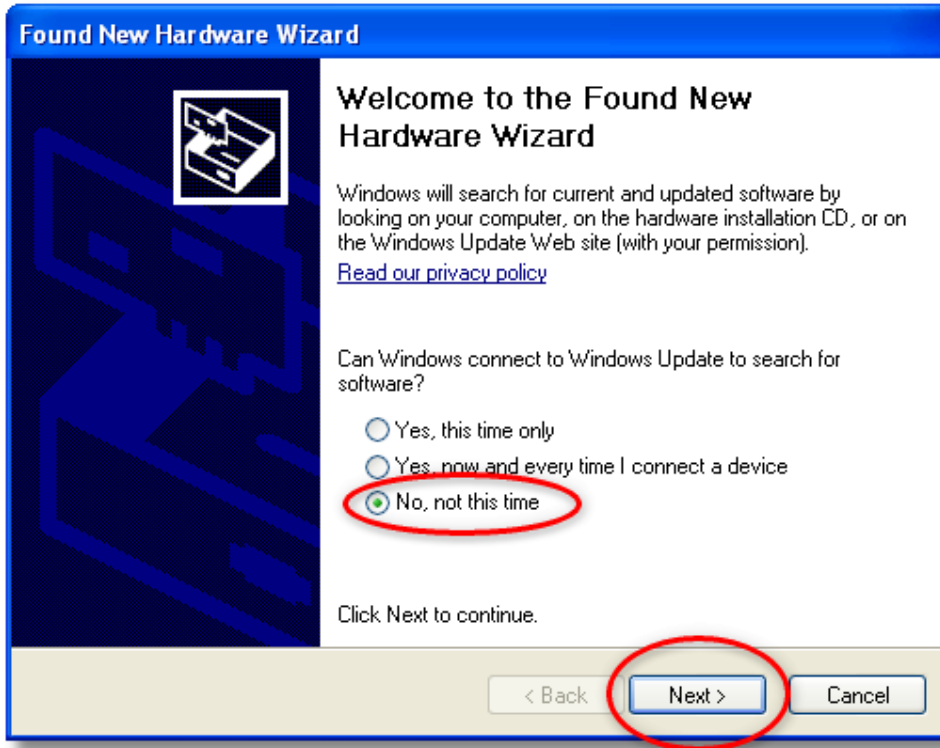 Found New Hardware Wizard
Welcome to the Found New
Hardware Wizard
Windows will search for current and updated software by
looking on your computer, on the hardware installation CD, or on
the Windows Update Web site (with your permission).
Read our privacy policy
Can Windows connect to Windows Update to search for
software?
Yes, this time only
Yes, now and every time I connect a device
No, not this time
Click Next to continue.
< Back Next > Cancel